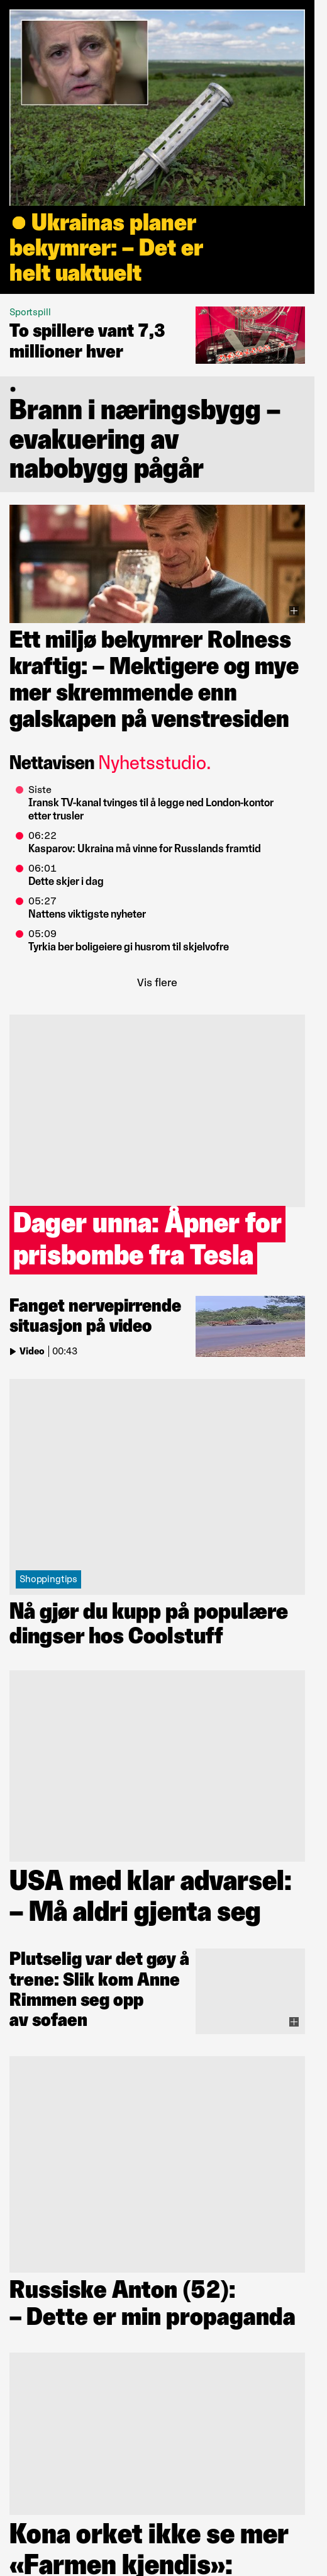 Ukrainas planer
bekymrer: – Det er
helt uaktuelt
Sportspill
To spillere vant 7,3
millioner hver
Brann i næringsbygg –
evakuering av
nabobygg pågår
Ett miljø bekymrer Rolness
kraftig: – Mektigere og mye
mer skremmende enn
galskapen på venstresiden
Nettavisen Nyhetsstudio.
Siste
Iransk TV-kanal tvinges til å legge ned London-kontor
etter trusler
06:22
Kasparov: Ukraina må vinne for Russlands framtid
06:01
Dette skjer i dag
05:27
Nattens viktigste nyheter
05:09
Tyrkia ber boligeiere gi husrom til skjelvofre
Vis flere
Dager unna: Åpner for
prisbombe fra Tesla
Fanget nervepirrende
situasjon på video
Video | 00:43
Shoppingtips
Nå gjør du kupp på populære
dingser hos Coolstuff
USA med klar advarsel:
– Må aldri gjenta seg
Plutselig var det gøy å
trene: Slik kom Anne
Rimmen seg opp
av sofaen
Russiske Anton (52):
– Dette er min propaganda
Kona orket ikke se mer
«Farmen kjendis»: